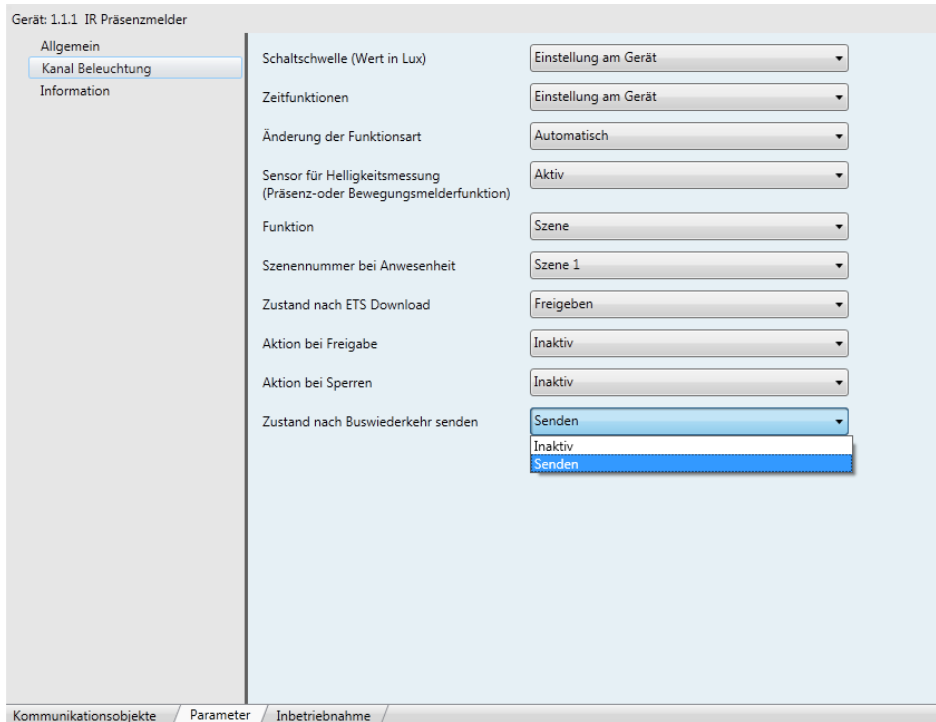 Gerät: 1.1.1 IR Präsenzmelder
Allgemein
Kanal Beleuchtung
Information
Schaltschwelle (Wert in Lux) Einstellung am Gerät
Zeitfunktionen Einstellung am Gerät
Änderung der Funktionsart Automatisch
Sensor für Helligkeitsmessung Aktiv
(Präsenz-oder Bewegungsmelderfunktion)
Funktion Szene
Szenennummer bei Anwesenheit Szene 1
Zustand nach ETS Download Freigeben
Aktion bei Freigabe Inaktiv
Aktion bei Sperren Inaktiv
Zustand nach Buswiederkehr senden Senden
Inaktiv
Senden
Kommunikationsobjekte Parameter Inbetriebnahme